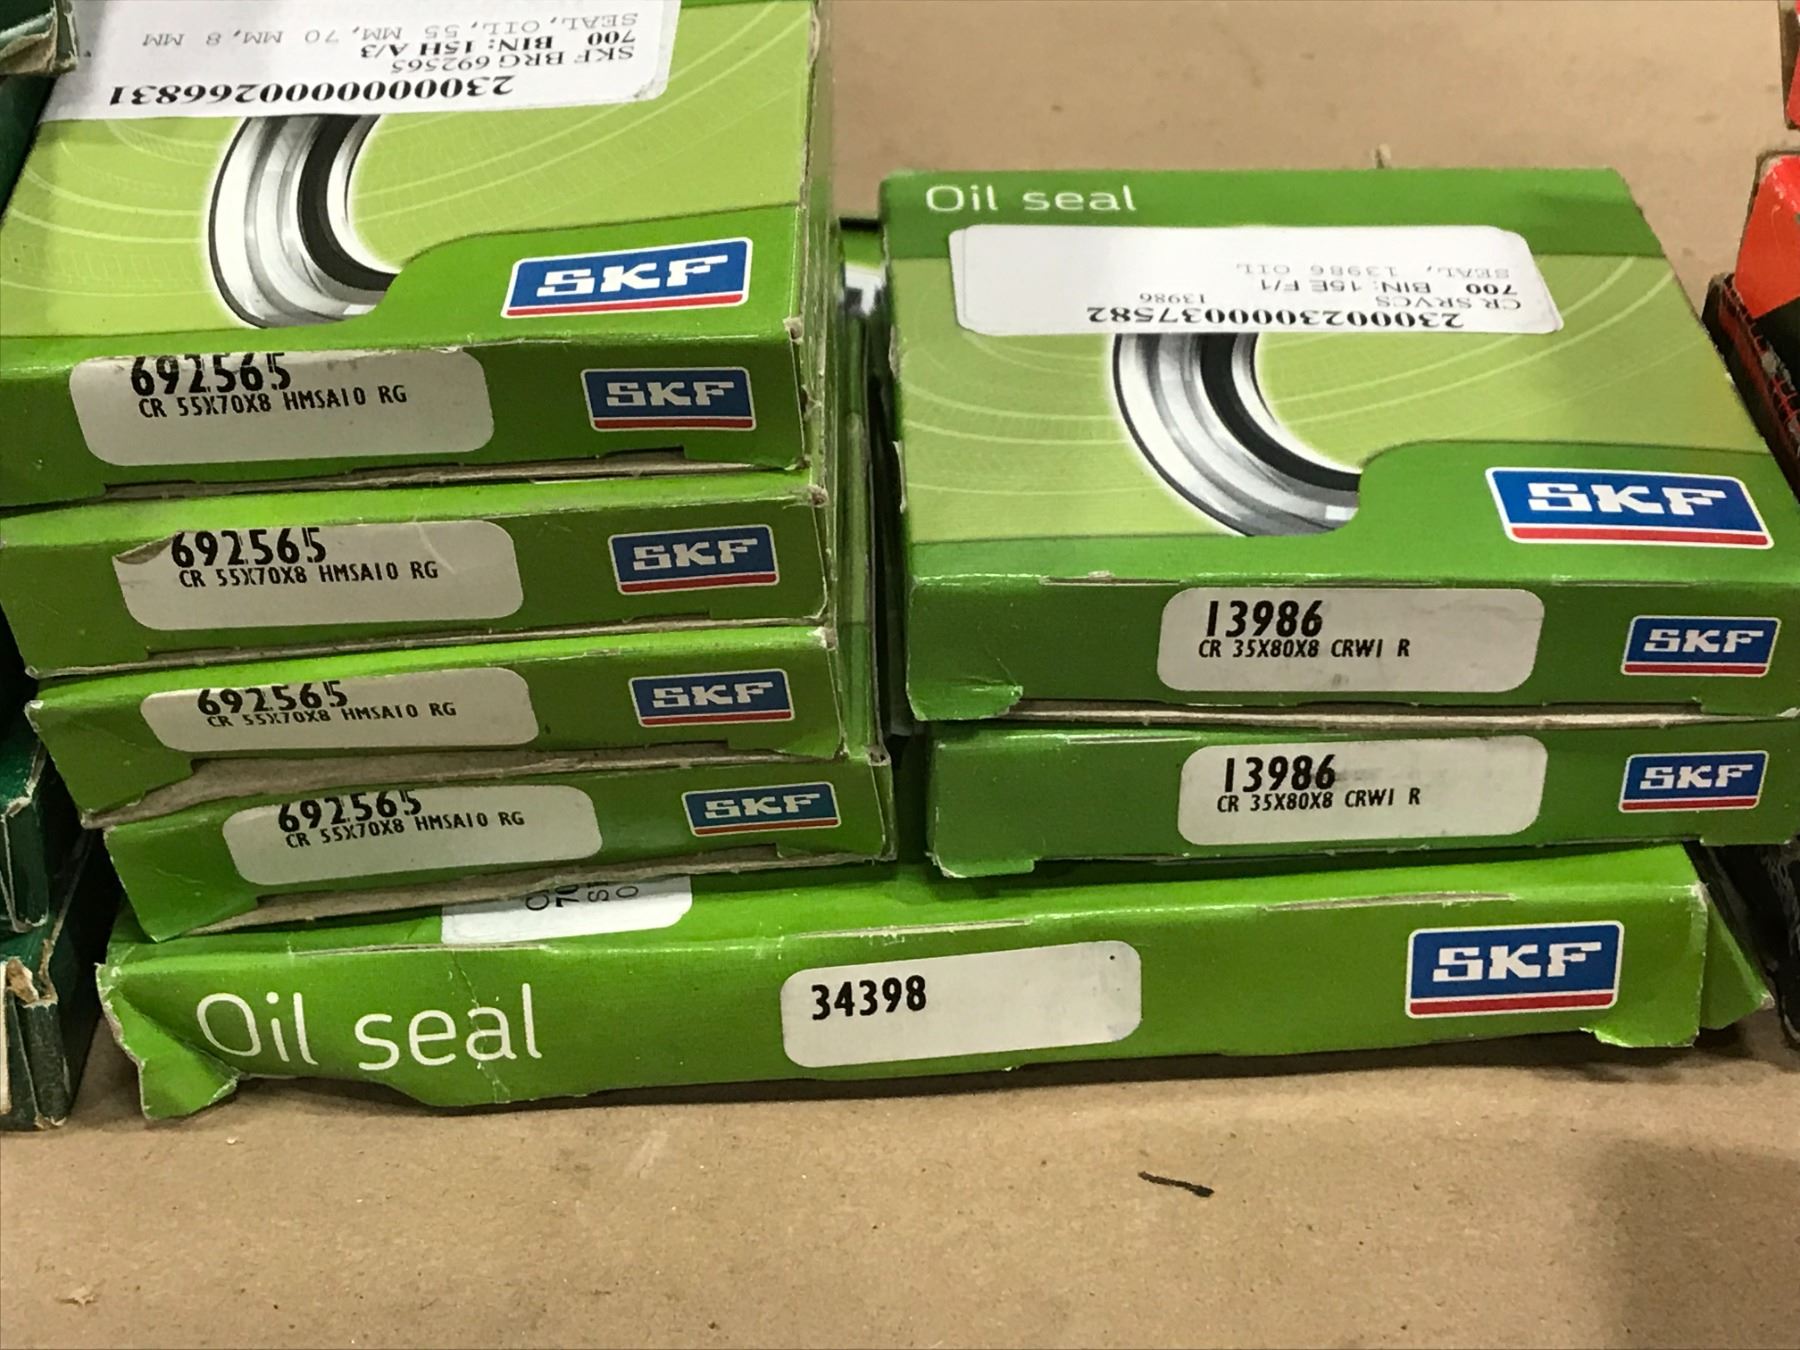 2300000000266831
SKF BRG 692565
700 BIN: 15H A/3
SEAL, OIL, 55 MM, 70 MM, 8 MM
SKF
692565
CR 55X70X8 HMSA10 RG
SKF
692565
CR 55X70X8 HMSA10 RG
SKF
692565
CR 55X70X8 HMSA10 RG
SKF
692565
CR 55X70X8 HMSA10 RG
SKF
Oil seal
2300023000037582
CR SRVCS 13986
700 BIN: 15E F/1
SEAL, 13986 OIL
SKF
13986
CR 35X80X8 CRW1 R
SKF
13986
CR 35X80X8 CRW1 R
SKF
Oil seal
34398
SKF